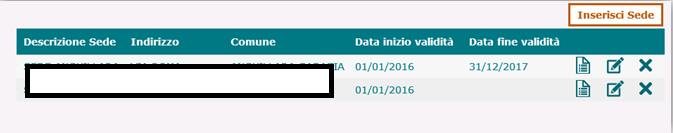 Inserisci Sede
Descrizione Sede Indirizzo Comune Data inizio validità Data fine validità
01/01/2016 31/12/2017
01/01/2016